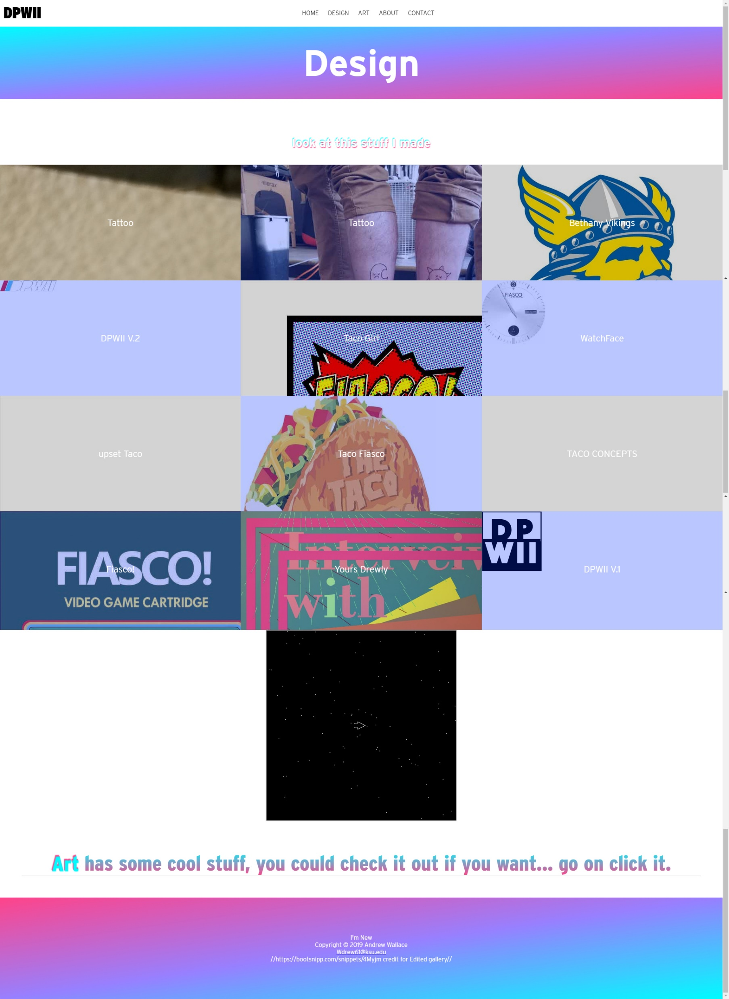 DPWII
HOME DESIGN ART ABOUT CONTACT
Design
look at this stuff I made
Tattoo
Tattoo
Bethany Vikings
DPWII
DPWII V.2
Taco Girl
FIASCO!
FIASCO
WatchFace
upset Taco
THE
TACO
Taco Fiasco
TACO CONCEPTS
FIASCO!
Fiasco!
VIDEO GAME CARTRIDGE
Interveiw
Yours Drewly
with
DP
WII
DPWII V.1
Art has some cool stuff, you could check it out if you want... go on click it.
I'm New
Copyright © 2019 Andrew Wallace
Wdrew61@ksu.edu
//https://bootsnipp.com/snippets/4Myjm credit for Edited gallery//